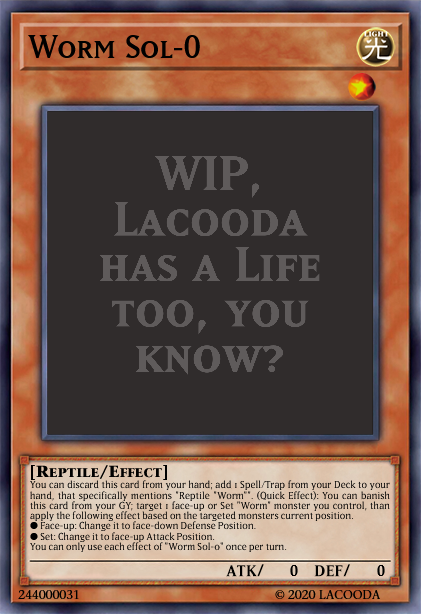 Worm Sol-0
LIGHT
光
WIP,
Lacooda
has a Life
too, you
know?
[Reptile/Effect]
You can discard this card from your hand; add 1 Spell/Trap from your Deck to your
hand, that specifically mentions "Reptile "Worm"". (Quick Effect): You can banish
this card from your GY; target 1 face-up or Set "Worm" monster you control, than
apply the following effect based on the targeted monsters current position.
● Face-up: Change it to face-down Defense Position.
● Set: Change it to face-up Attack Position.
You can only use each effect of "Worm Sol-0" once per turn.
ATK/ 0 DEF/ 0
244000031 © 2020 LACOODA